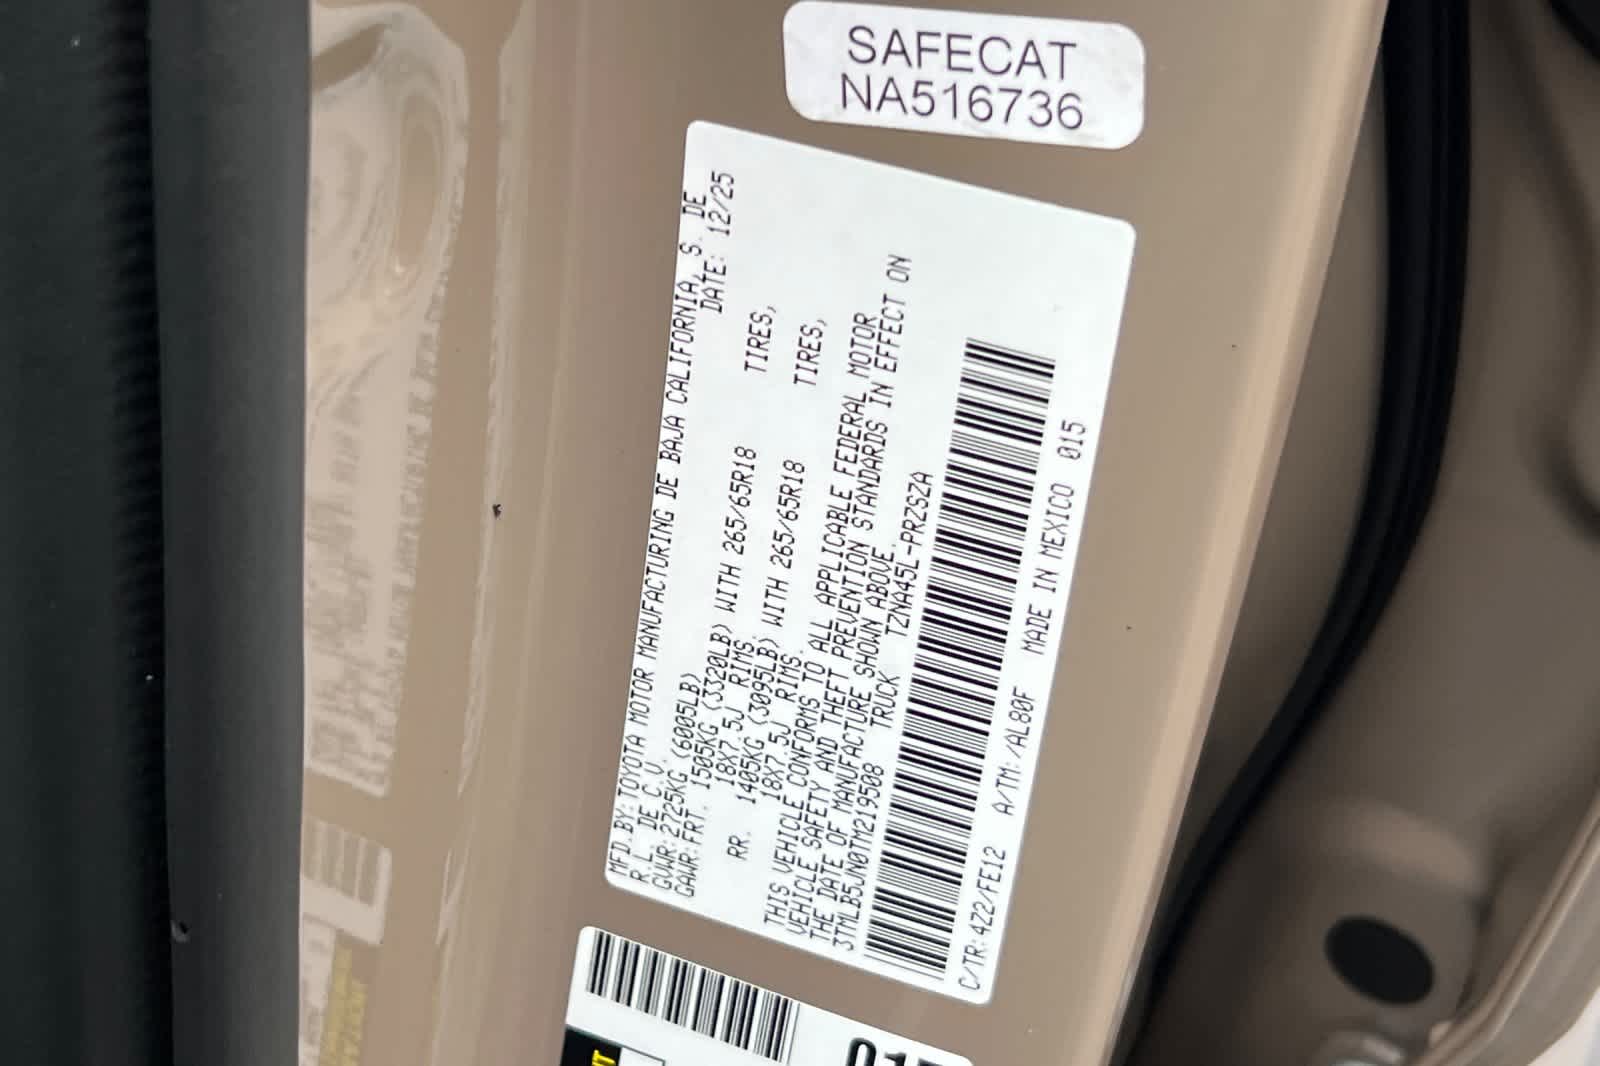 SAFECAT
NA516736
MFD.BY:TOYOTA MOTOR MANUFACTURING DE BAJA CALIFORNIA, S. DE
R.L. DE C.V. DATE: 12/25
GVWR:2725KG (6005LB)
GAWR:FRT. 1505KG (3320LB) WITH 265/65R18 TIRES,
18X7.5J RIMS.
RR. 1405KG (3095LB) WITH 265/65R18 TIRES,
18X7.5J RIMS.
THIS VEHICLE CONFORMS TO ALL APPLICABLE FEDERAL MOTOR
VEHICLE SAFETY AND THEFT PREVENTION STANDARDS IN EFFECT ON
THE DATE OF MANUFACTURE SHOWN ABOVE.
3TMLB5JN0TM219508 TRUCK TZNA45L-PRZSZA
C/TR:4Z2/FE12 A/TM:/AL80F MADE IN MEXICO 015